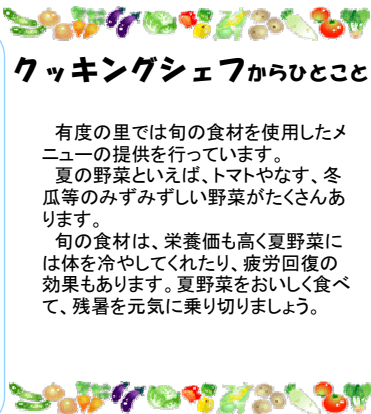 クッキングシェフからひとこと
有度の里では旬の食材を使用したメ
ニューの提供を行っています。
夏の野菜といえば、トマトやなす、冬
瓜等のみずみずしい野菜がたくさんあ
ります。
旬の食材は、栄養価も高く夏野菜に
は体を冷やしてくれたり、疲労回復の
効果もあります。夏野菜をおいしく食べ
て、残暑を元気に乗り切りましょう。